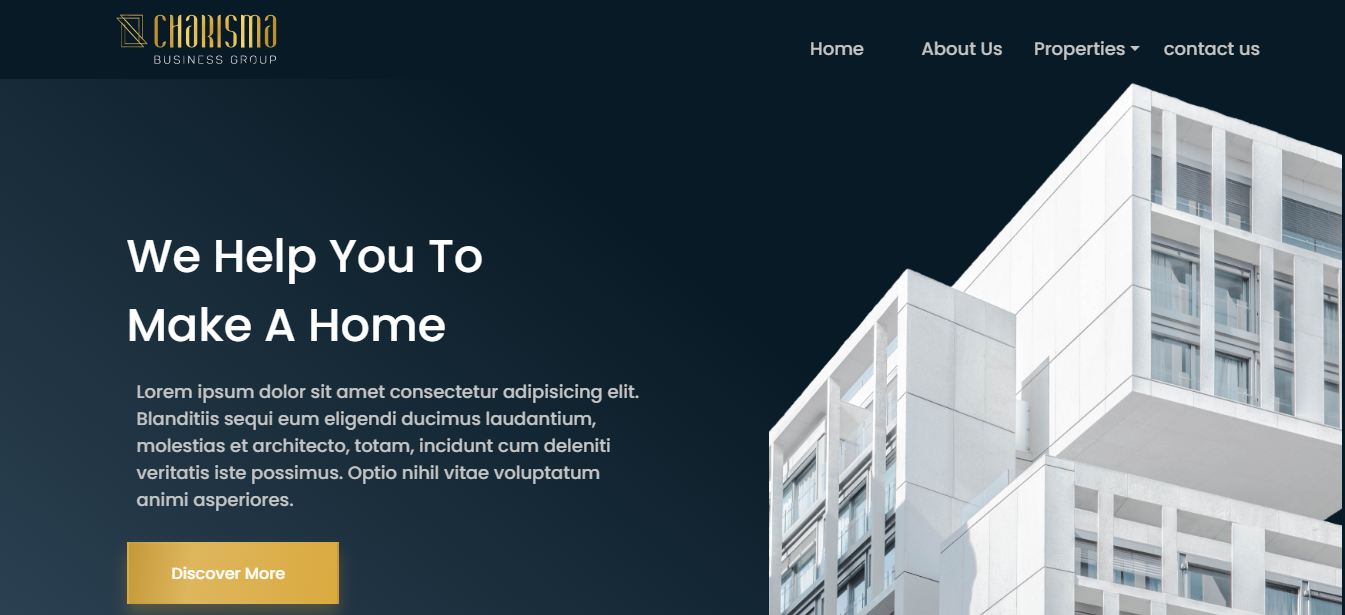 CHARISMA
BUSINESS GROUP
Home About Us Properties contact us
We Help You To
Make A Home
Lorem ipsum dolor sit amet consectetur adipisicing elit.
Blanditiis sequi eum eligendi ducimus laudantium,
molestias et architecto, totam, incidunt cum deleniti
veritatis iste possimus. Optio nihil vitae voluptatum
animi asperiores.
Discover More